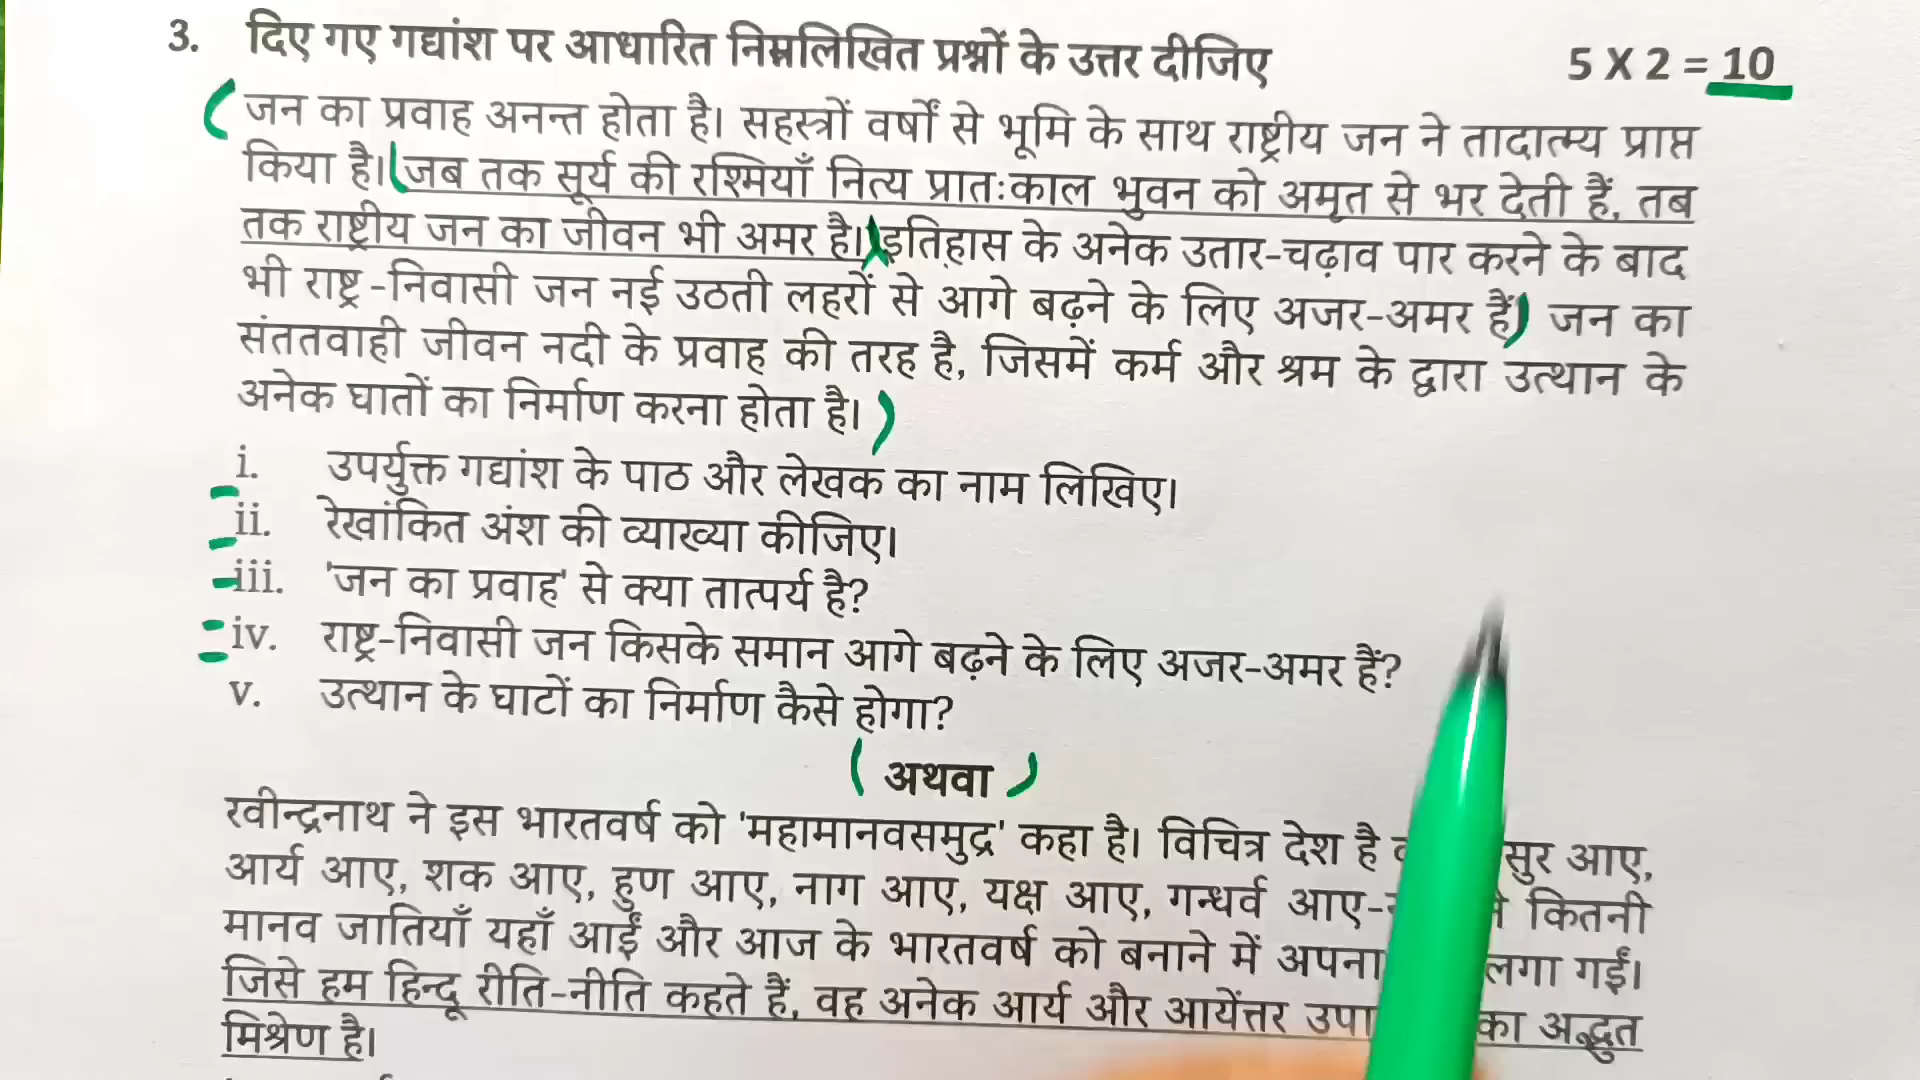 3. दिए गए गद्यांश पर आधारित निम्नलिखित प्रश्नों के उत्तर दीजिए 5 X 2 = 10
जन का प्रवाह अनन्त होता है। सहस्त्रों वर्षों से भूमि के साथ राष्ट्रीय जन ने तादात्म्य प्राप्त
किया है। जब तक सूर्य की रश्मियाँ नित्य प्रातःकाल भुवन को अमृत से भर देती हैं, तब
तक राष्ट्रीय जन का जीवन भी अमर है। इतिहास के अनेक उतार-चढ़ाव पार करने के बाद
भी राष्ट्र -निवासी जन नई उठती लहरों से आगे बढ़ने के लिए अजर-अमर हैं। जन का
संततवाही जीवन नदी के प्रवाह की तरह है, जिसमें कर्म और श्रम के द्वारा उत्थान के
अनेक घातों का निर्माण करना होता है।
i. उपर्युक्त गद्यांश के पाठ और लेखक का नाम लिखिए।
ii. रेखांकित अंश की व्याख्या कीजिए।
iii. 'जन का प्रवाह' से क्या तात्पर्य है?
iv. राष्ट्र-निवासी जन किसके समान आगे बढ़ने के लिए अजर-अमर हैं?
v. उत्थान के घाटों का निर्माण कैसे होगा?
( अथवा )
रवीन्द्रनाथ ने इस भारतवर्ष को 'महामानवसमुद्र' कहा है। विचित्र देश है सुर आए,
आर्य आए, शक आए, हुण आए, नाग आए, यक्ष आए, गन्धर्व आए- कितनी
मानव जातियाँ यहाँ आईं और आज के भारतवर्ष को बनाने में अपना लगा गईं।
जिसे हम हिन्दू रीति-नीति कहते हैं, वह अनेक आर्य और आयेंत्तर का अद्भुत
मिश्रेण है।